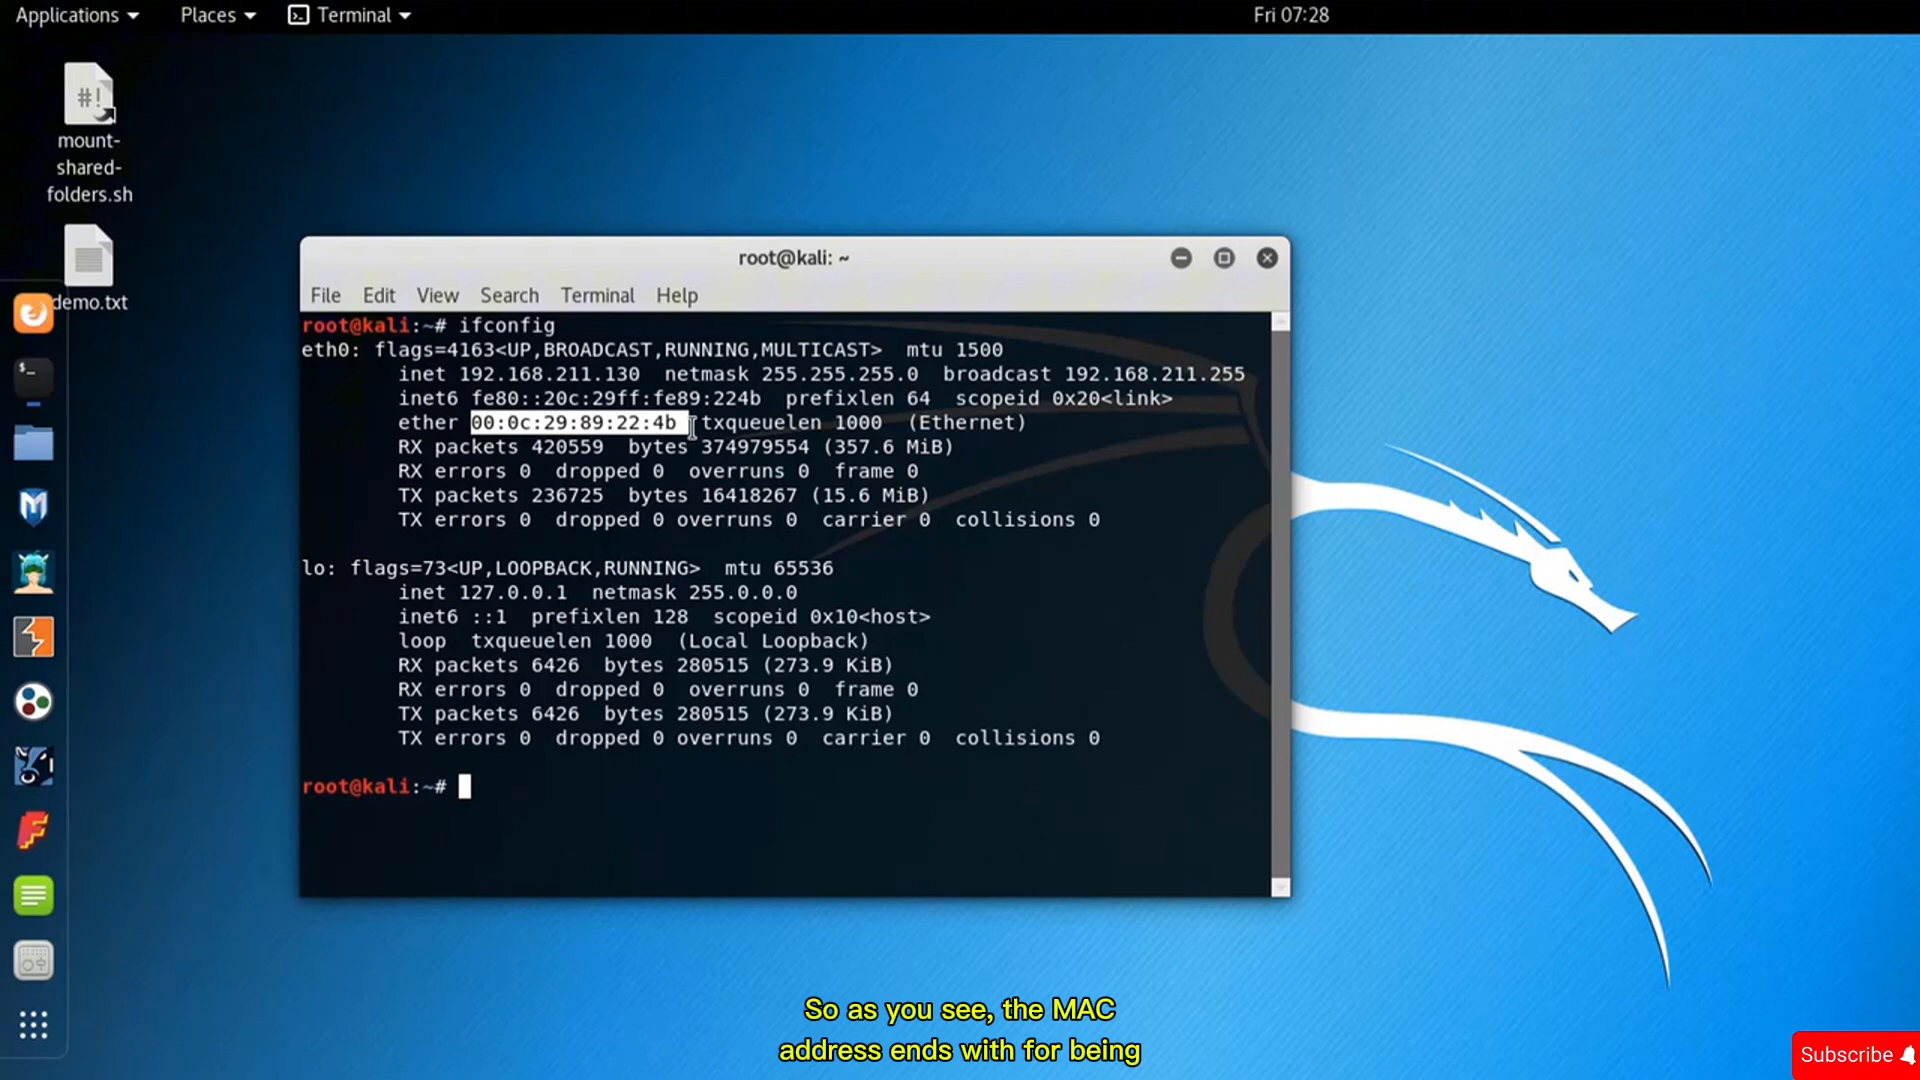 Applications Places Terminal Fri 07:28
#!
mount-
shared-
folders.sh
demo.txt
root@kali: ~
File Edit View Search Terminal Help
root@kali:~# ifconfig
eth0: flags=4163<UP,BROADCAST,RUNNING,MULTICAST>  mtu 1500
inet 192.168.211.130  netmask 255.255.255.0  broadcast 192.168.211.255
inet6 fe80::20c:29ff:fe89:224b  prefixlen 64  scopeid 0x20<link>
ether 00:0c:29:89:22:4b  txqueuelen 1000  (Ethernet)
RX packets 420559  bytes 374979554 (357.6 MiB)
RX errors 0  dropped 0  overruns 0  frame 0
TX packets 236725  bytes 16418267 (15.6 MiB)
TX errors 0  dropped 0 overruns 0  carrier 0  collisions 0
lo: flags=73<UP,LOOPBACK,RUNNING>  mtu 65536
inet 127.0.0.1  netmask 255.0.0.0
inet6 ::1  prefixlen 128  scopeid 0x10<host>
loop  txqueuelen 1000  (Local Loopback)
RX packets 6426  bytes 280515 (273.9 KiB)
RX errors 0  dropped 0  overruns 0  frame 0
TX packets 6426  bytes 280515 (273.9 KiB)
TX errors 0  dropped 0 overruns 0  carrier 0  collisions 0
root@kali:~#
So as you see, the MAC
address ends with for being
Subscribe